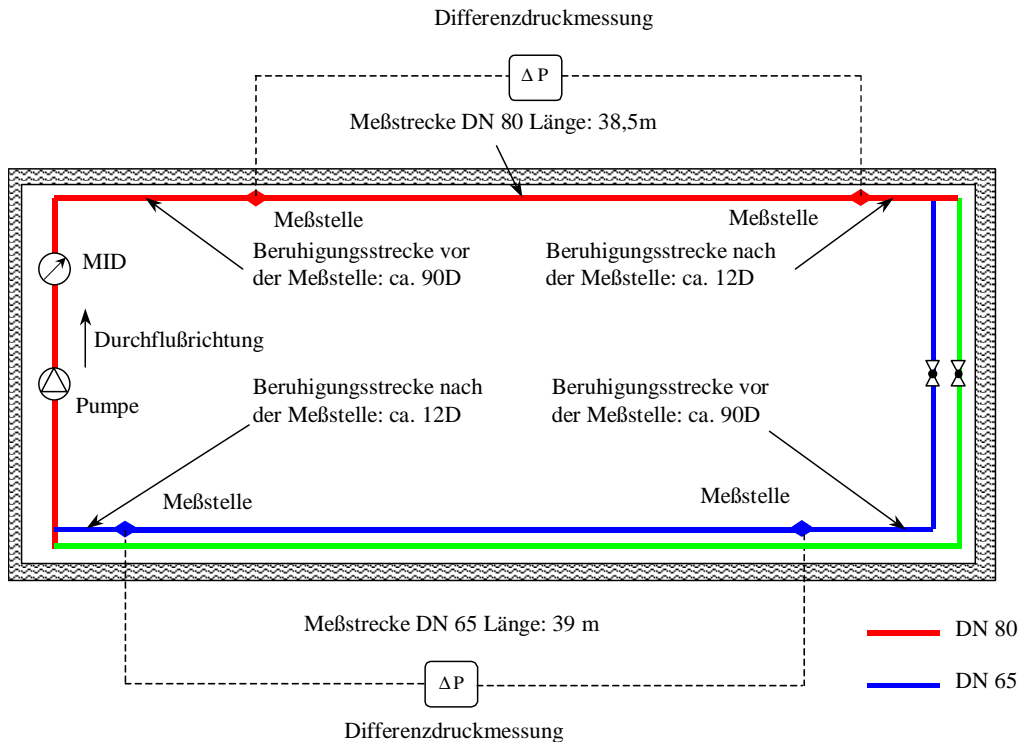 Differenzdruckmessung
Δ P
Meßstrecke DN 80 Länge: 38,5m
Meßstelle
Meßstelle
Beruhigungsstrecke vor
der Meßstelle: ca. 90D
Beruhigungsstrecke nach
der Meßstelle: ca. 12D
MID
Durchflußrichtung
Pumpe
Beruhigungsstrecke nach
der Meßstelle: ca. 12D
Beruhigungsstrecke vor
der Meßstelle: ca. 90D
Meßstelle
Meßstelle
Meßstrecke DN 65 Länge: 39 m
Δ P
Differenzdruckmessung
DN 80
DN 65